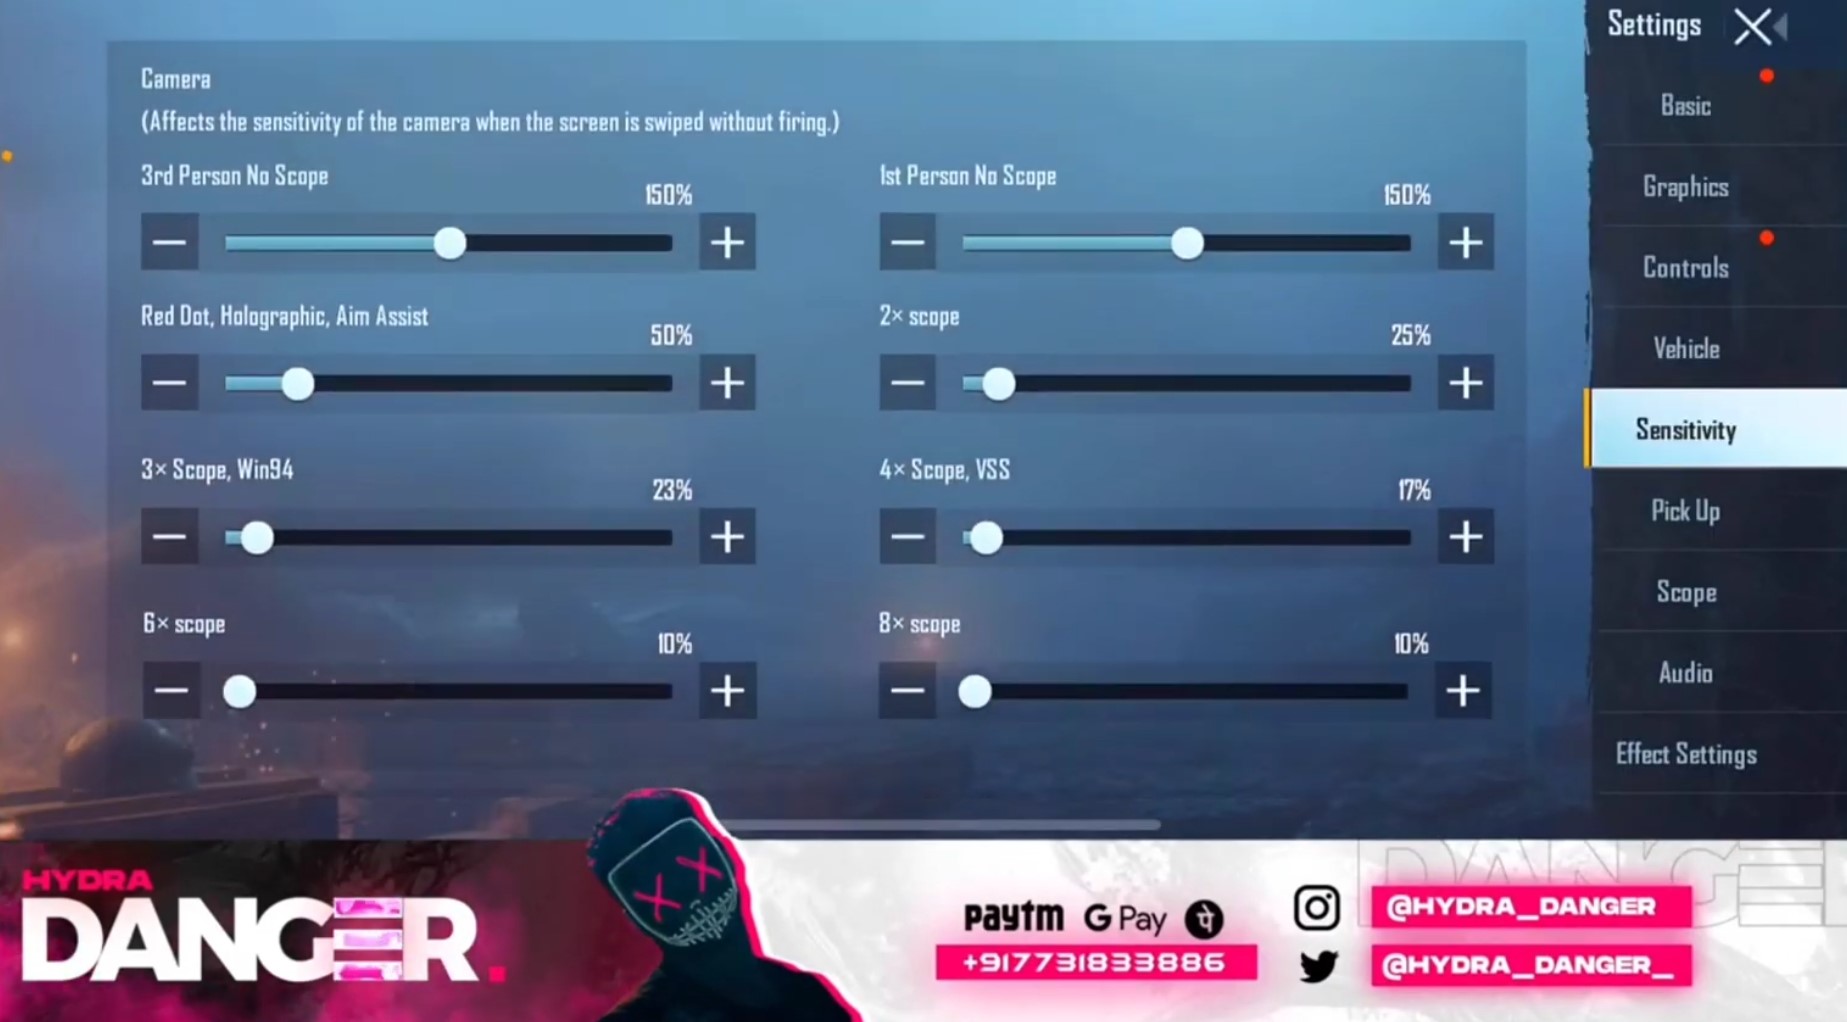 Camera
(Affects the sensitivity of the camera when the screen is swiped without firing.)
3rd Person No Scope
150%
1st Person No Scope
150%
Red Dot, Holographic, Aim Assist
50%
2× scope
25%
3× Scope, Win94
23%
4× Scope, VSS
17%
6× scope
10%
8× scope
10%
Settings
Basic
Graphics
Controls
Vehicle
Sensitivity
Pick Up
Scope
Audio
Effect Settings
HYDRA
DANGER.
paytm G Pay पे
+917731833886
@HYDRA_DANGER
@HYDRA_DANGER_
DANGER